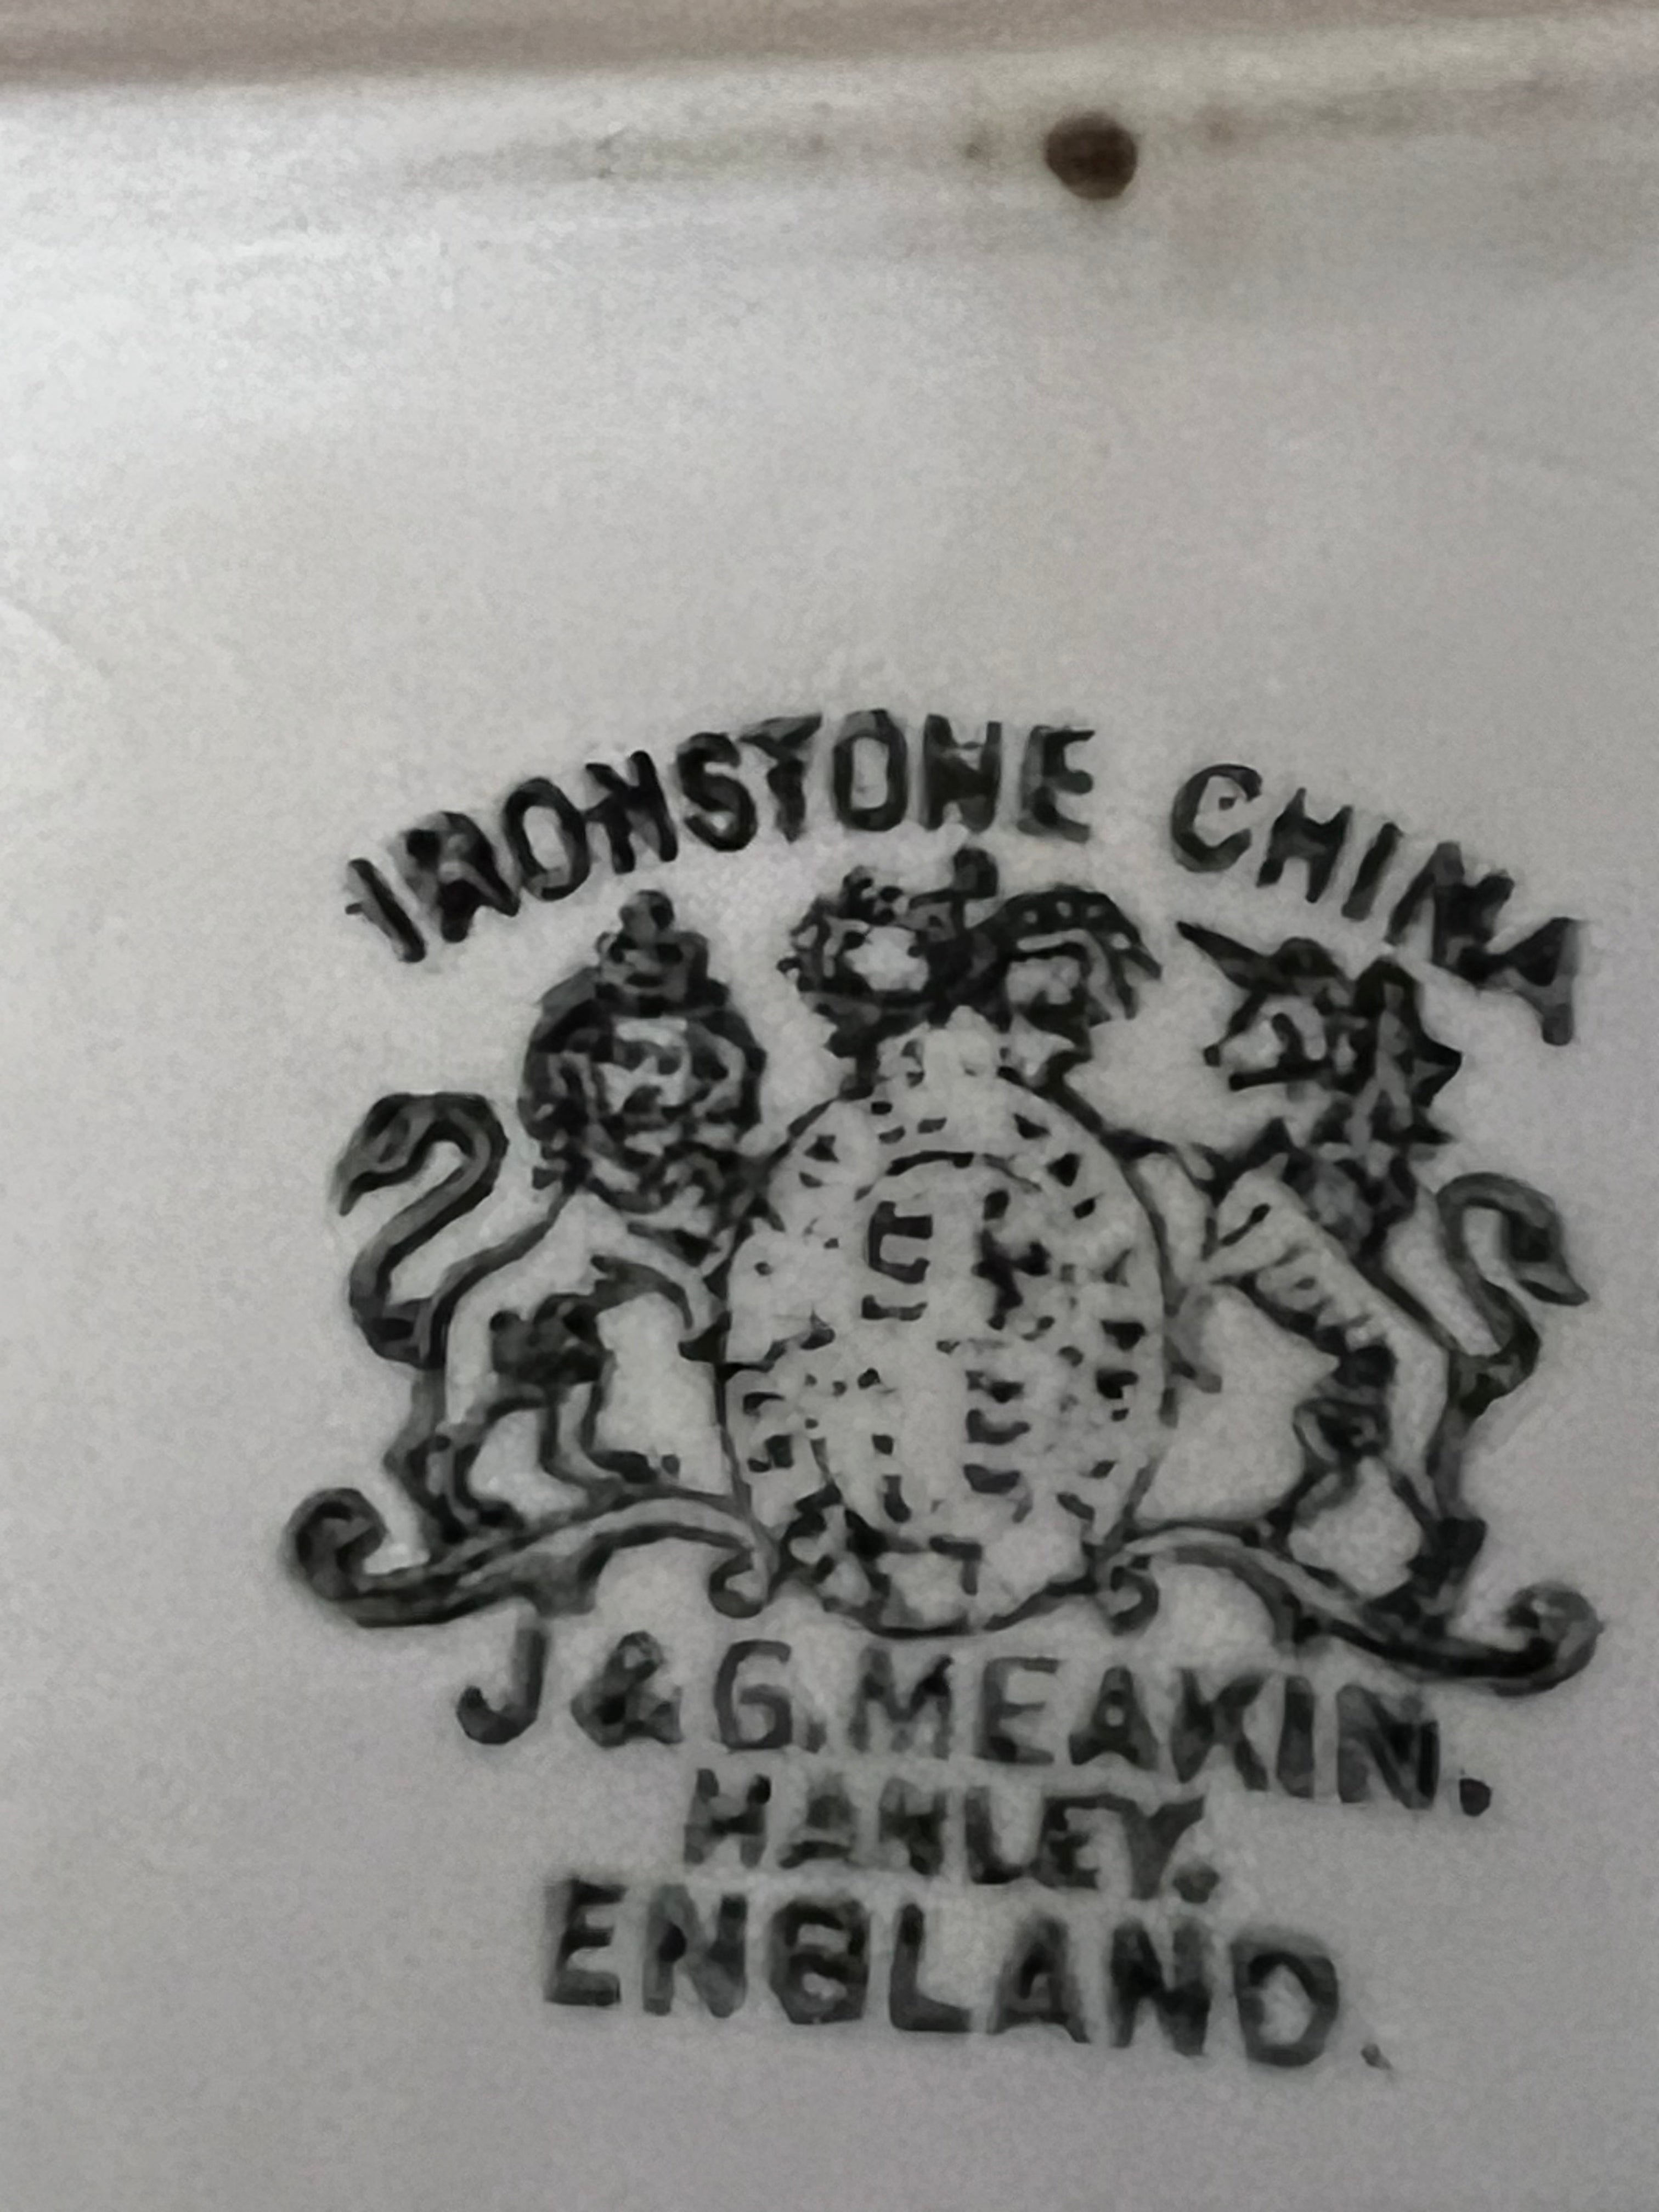 IRONSTONE CHINA
J & G. MEAKIN.
HANLEY.
ENGLAND.